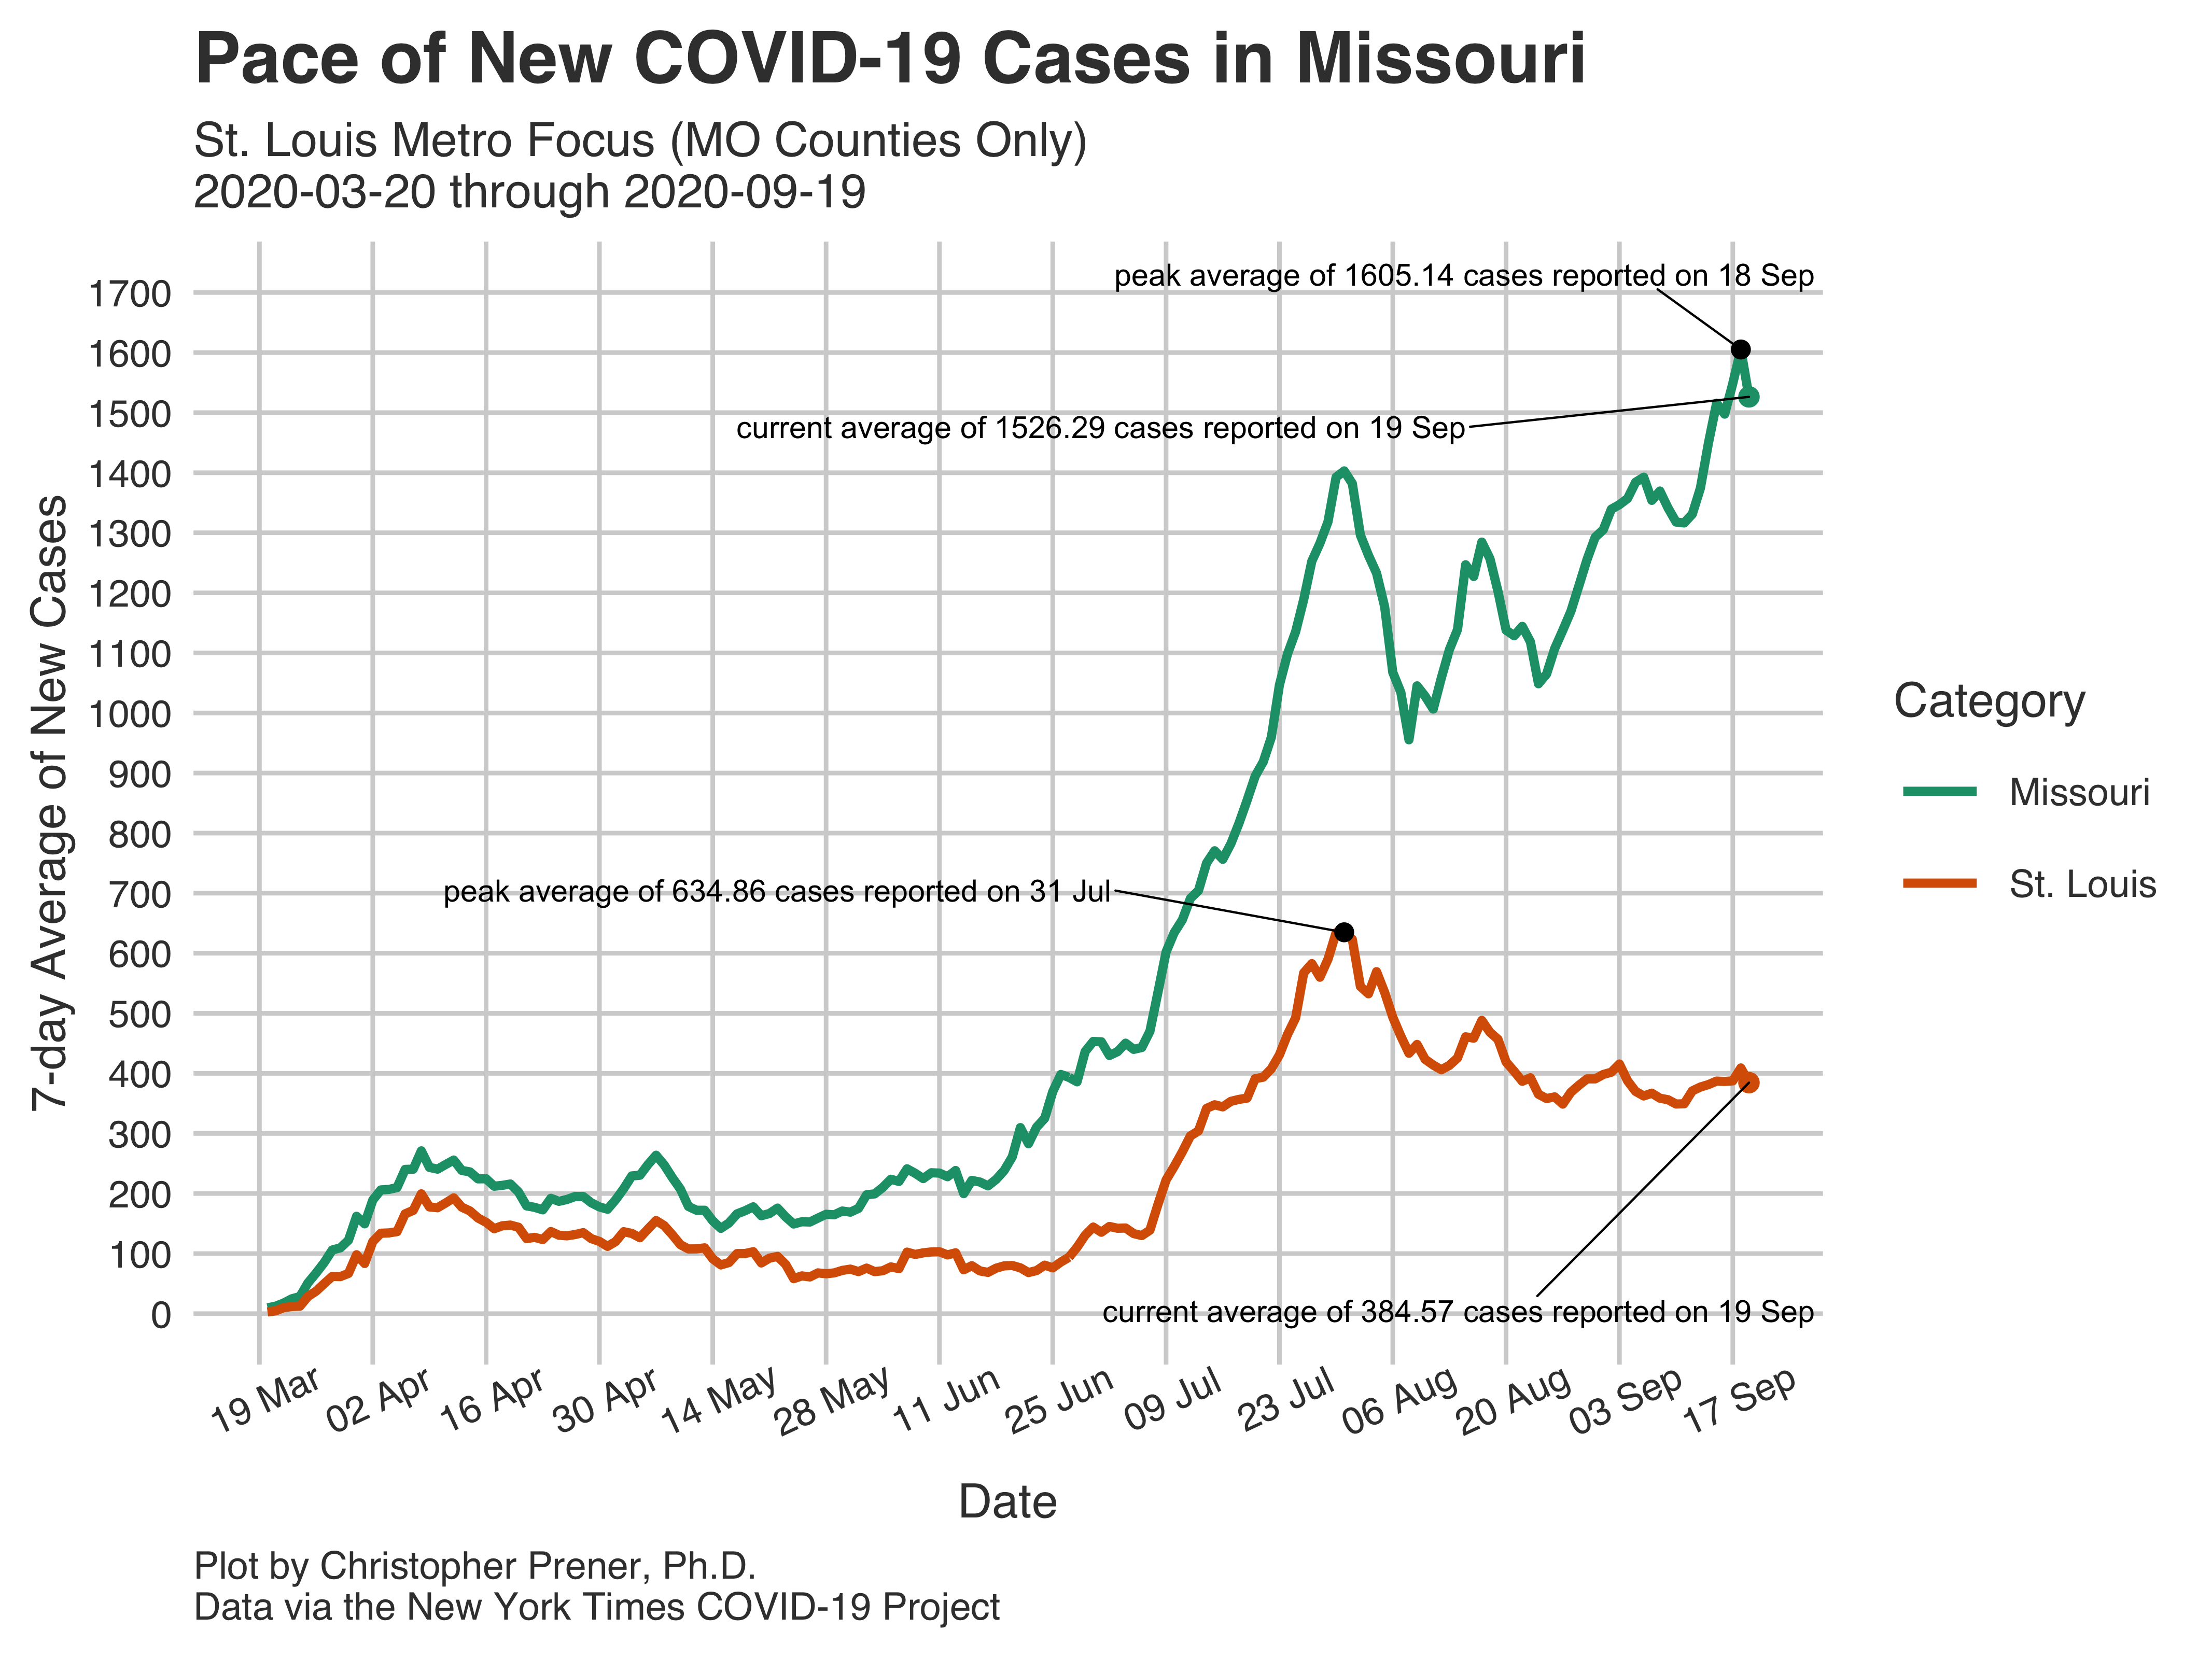 Pace of New COVID-19 Cases in Missouri
St. Louis Metro Focus (MO Counties Only)
2020-03-20 through 2020-09-19
7-day Average of New Cases
1700
1600
1500
1400
1300
1200
1100
1000
900
800
700
600
500
400
300
200
100
0
peak average of 1605.14 cases reported on 18 Sep
current average of 1526.29 cases reported on 19 Sep
peak average of 634.86 cases reported on 31 Jul
current average of 384.57 cases reported on 19 Sep
19 Mar
02 Apr
16 Apr
30 Apr
14 May
28 May
11 Jun
25 Jun
09 Jul
23 Jul
06 Aug
20 Aug
03 Sep
17 Sep
Date
Category
Missouri
St. Louis
Plot by Christopher Prener, Ph.D.
Data via the New York Times COVID-19 Project